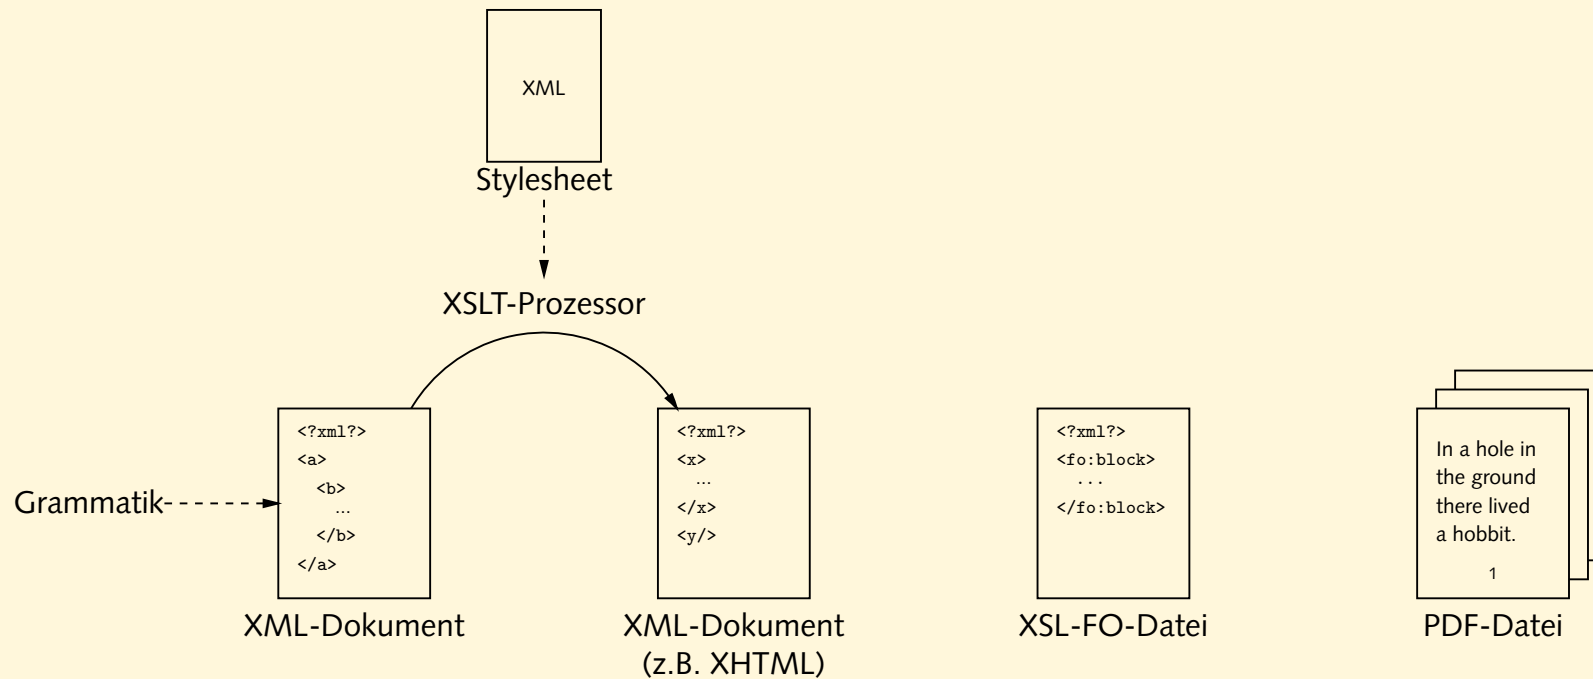 XML
Stylesheet
XSLT-Prozessor
Grammatik
<?xml?>
<a>
<b>
...
</b>
</a>
XML-Dokument
<?xml?>
<x>
...
</x>
<y/>
XML-Dokument
(z.B. XHTML)
<?xml?>
<fo:block>
...
</fo:block>
XSL-FO-Datei
In a hole in
the ground
there lived
a hobbit.
1
PDF-Datei